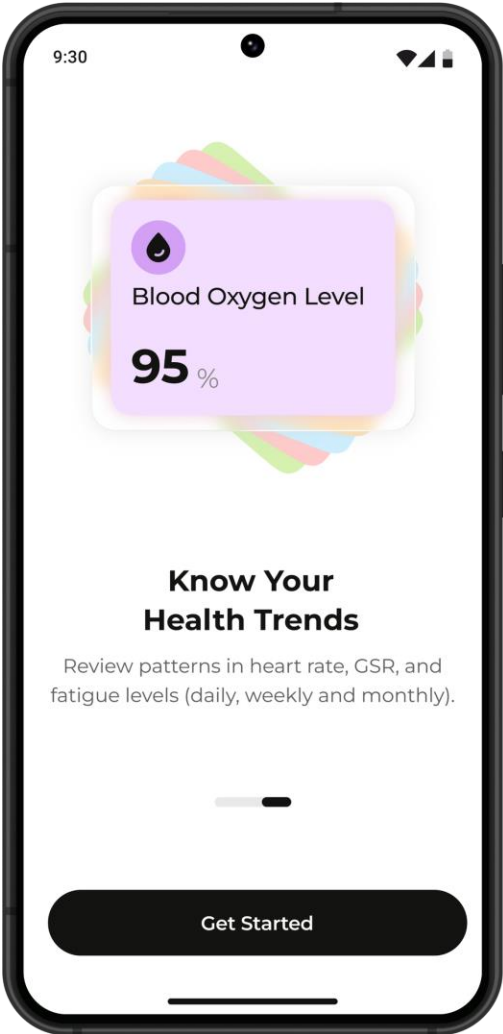 9:30
Blood Oxygen Level
95 %
Know Your
Health Trends
Review patterns in heart rate, GSR, and
fatigue levels (daily, weekly and monthly).
Get Started